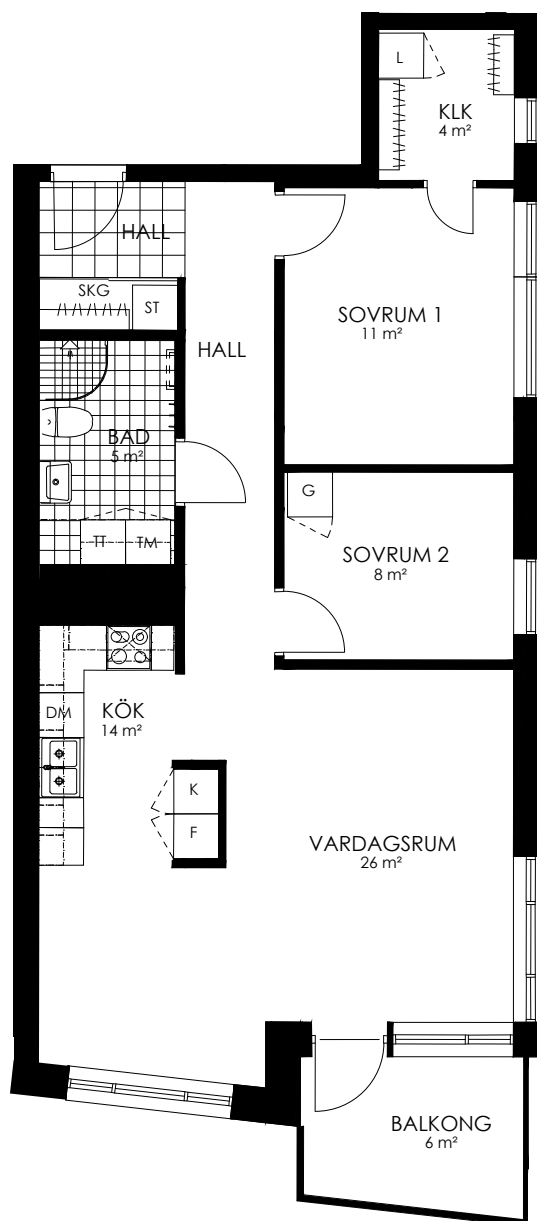 L
KLK
4 m²
HALL
SKG
ST
SOVRUM 1
11 m²
HALL
BAD
5 m²
G
TT
TM
SOVRUM 2
8 m²
DM
KÖK
14 m²
K
F
VARDAGSRUM
26 m²
BALKONG
6 m²